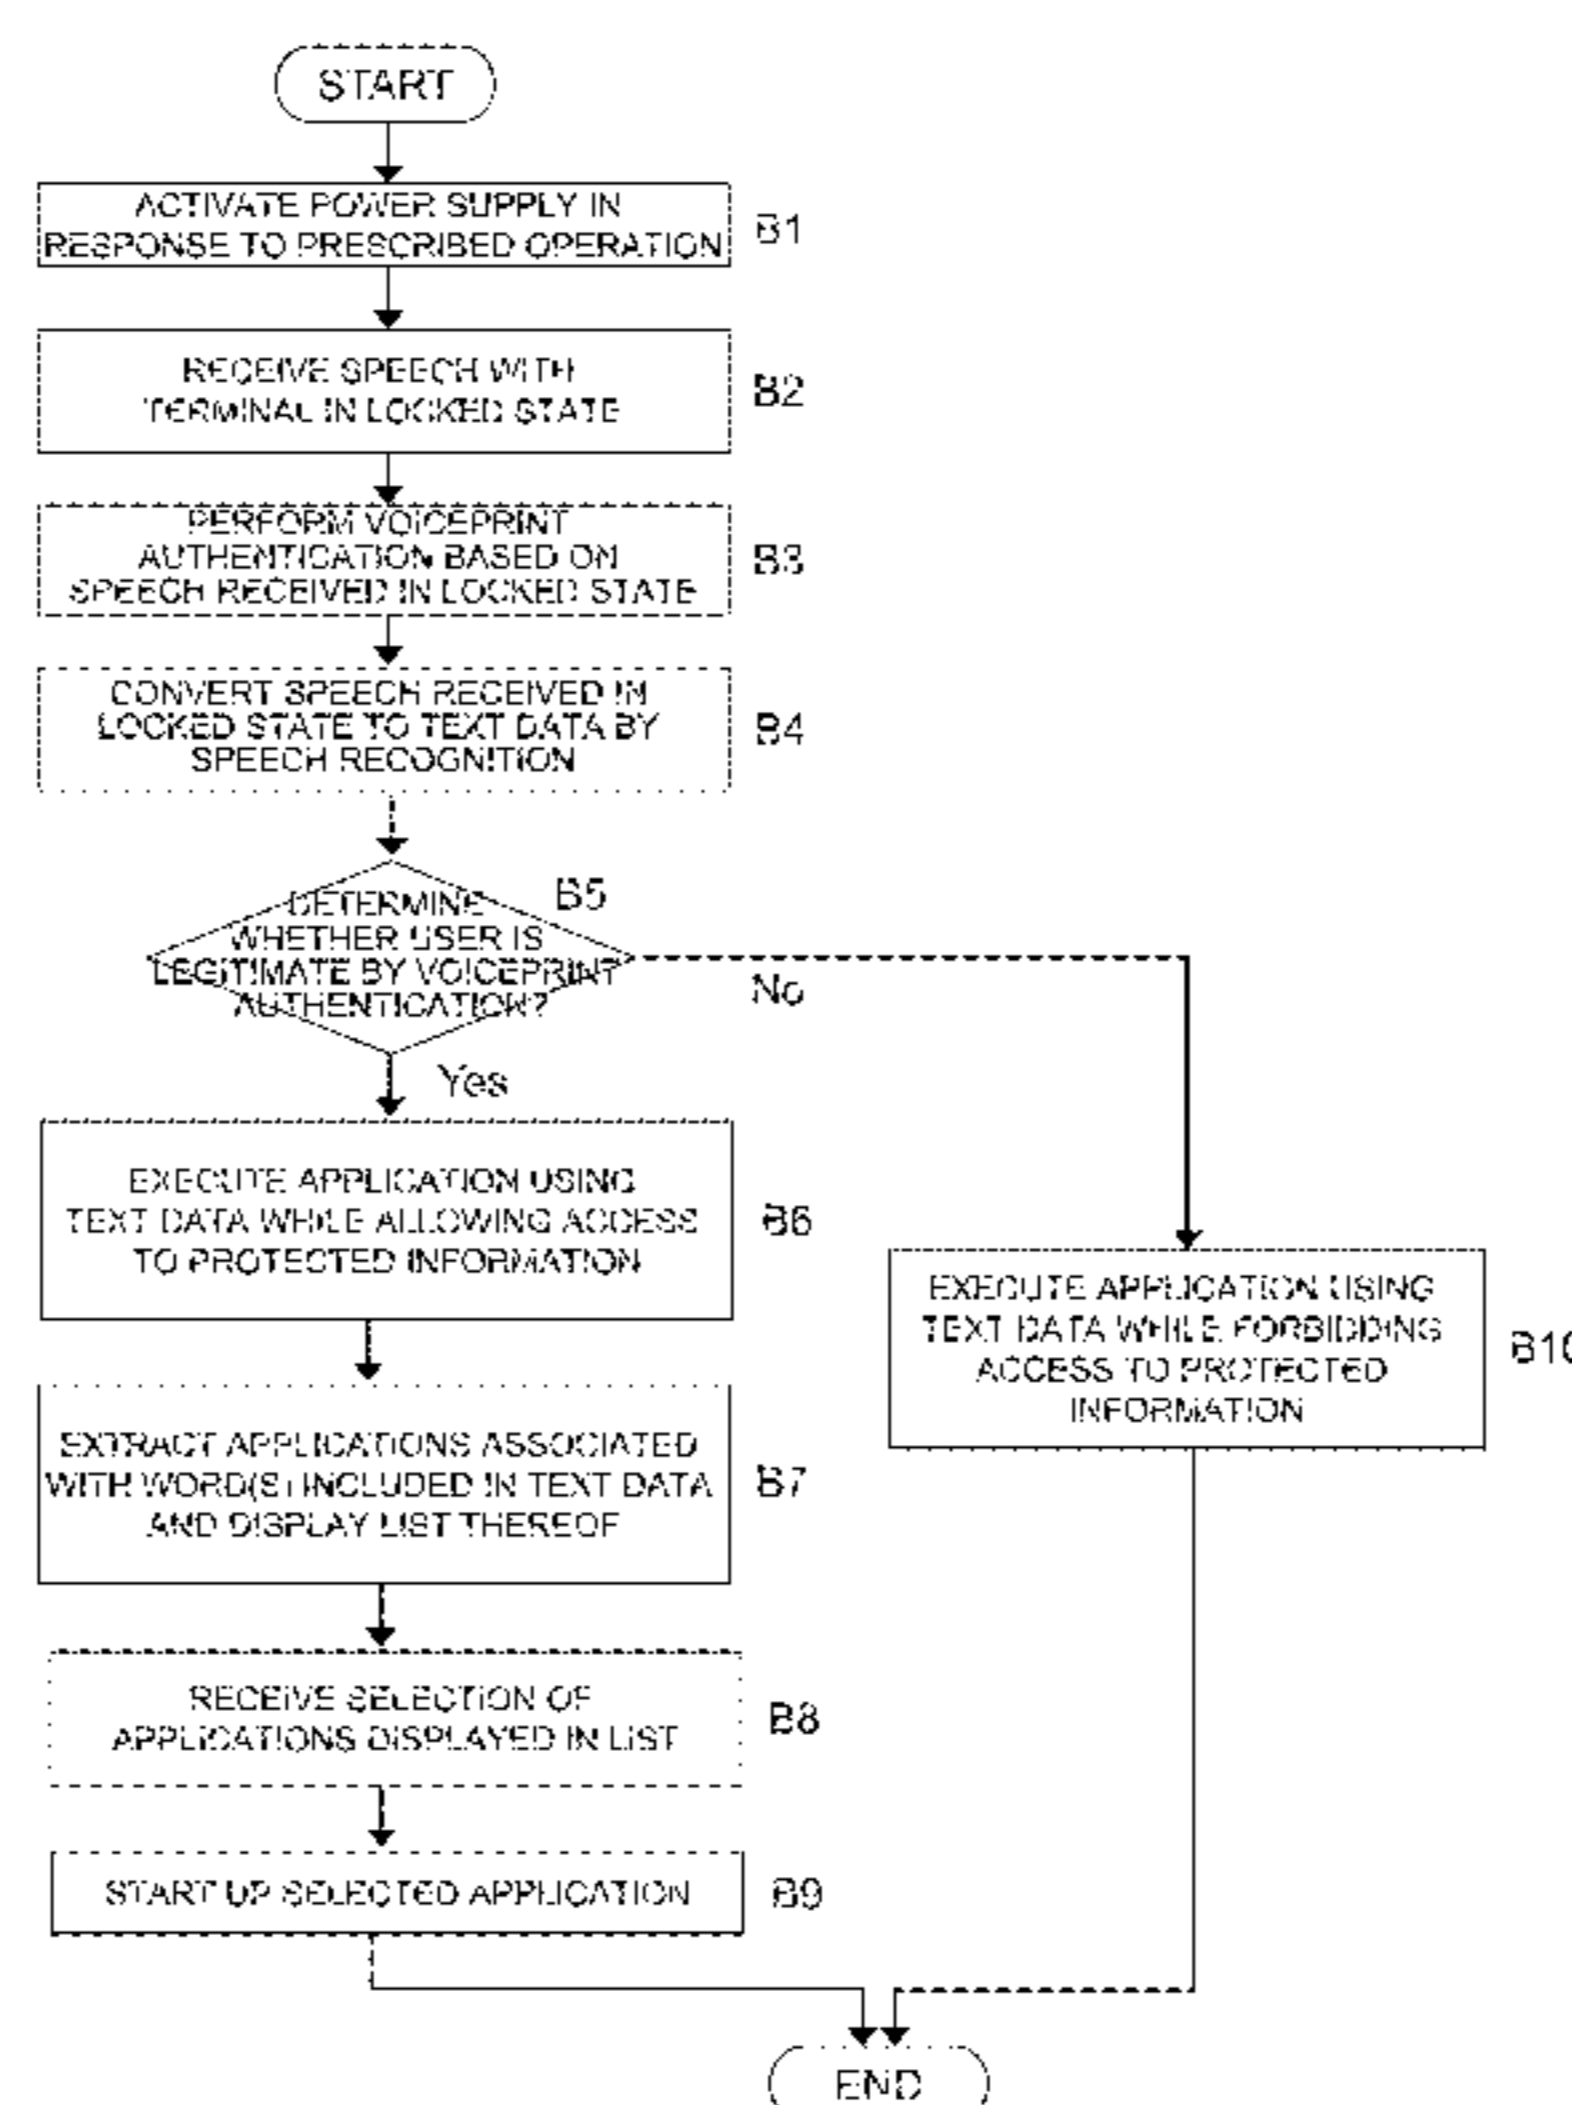 START
ACTIVATE POWER SUPPLY IN
RESPONSE TO PRESCRIBED OPERATION
B1
RECEIVE SPEECH WITH
TERMINAL IN LOCKED STATE
B2
PERFORM VOICEPRINT
AUTHENTICATION BASED ON
SPEECH RECEIVED IN LOCKED STATE
B3
CONVERT SPEECH RECEIVED IN
LOCKED STATE TO TEXT DATA BY
SPEECH RECOGNITION
B4
DETERMINE
WHETHER USER IS
LEGITIMATE BY VOICEPRINT
AUTHENTICATION?
B5
No
Yes
EXECUTE APPLICATION USING
TEXT DATA WHILE ALLOWING ACCESS
TO PROTECTED INFORMATION
B6
EXECUTE APPLICATION USING
TEXT DATA WHILE FORBIDDING
ACCESS TO PROTECTED
INFORMATION
B10
EXTRACT APPLICATIONS ASSOCIATED
WITH WORD(S) INCLUDED IN TEXT DATA
AND DISPLAY LIST THEREOF
B7
RECEIVE SELECTION OF
APPLICATIONS DISPLAYED IN LIST
B8
START UP SELECTED APPLICATION
B9
END